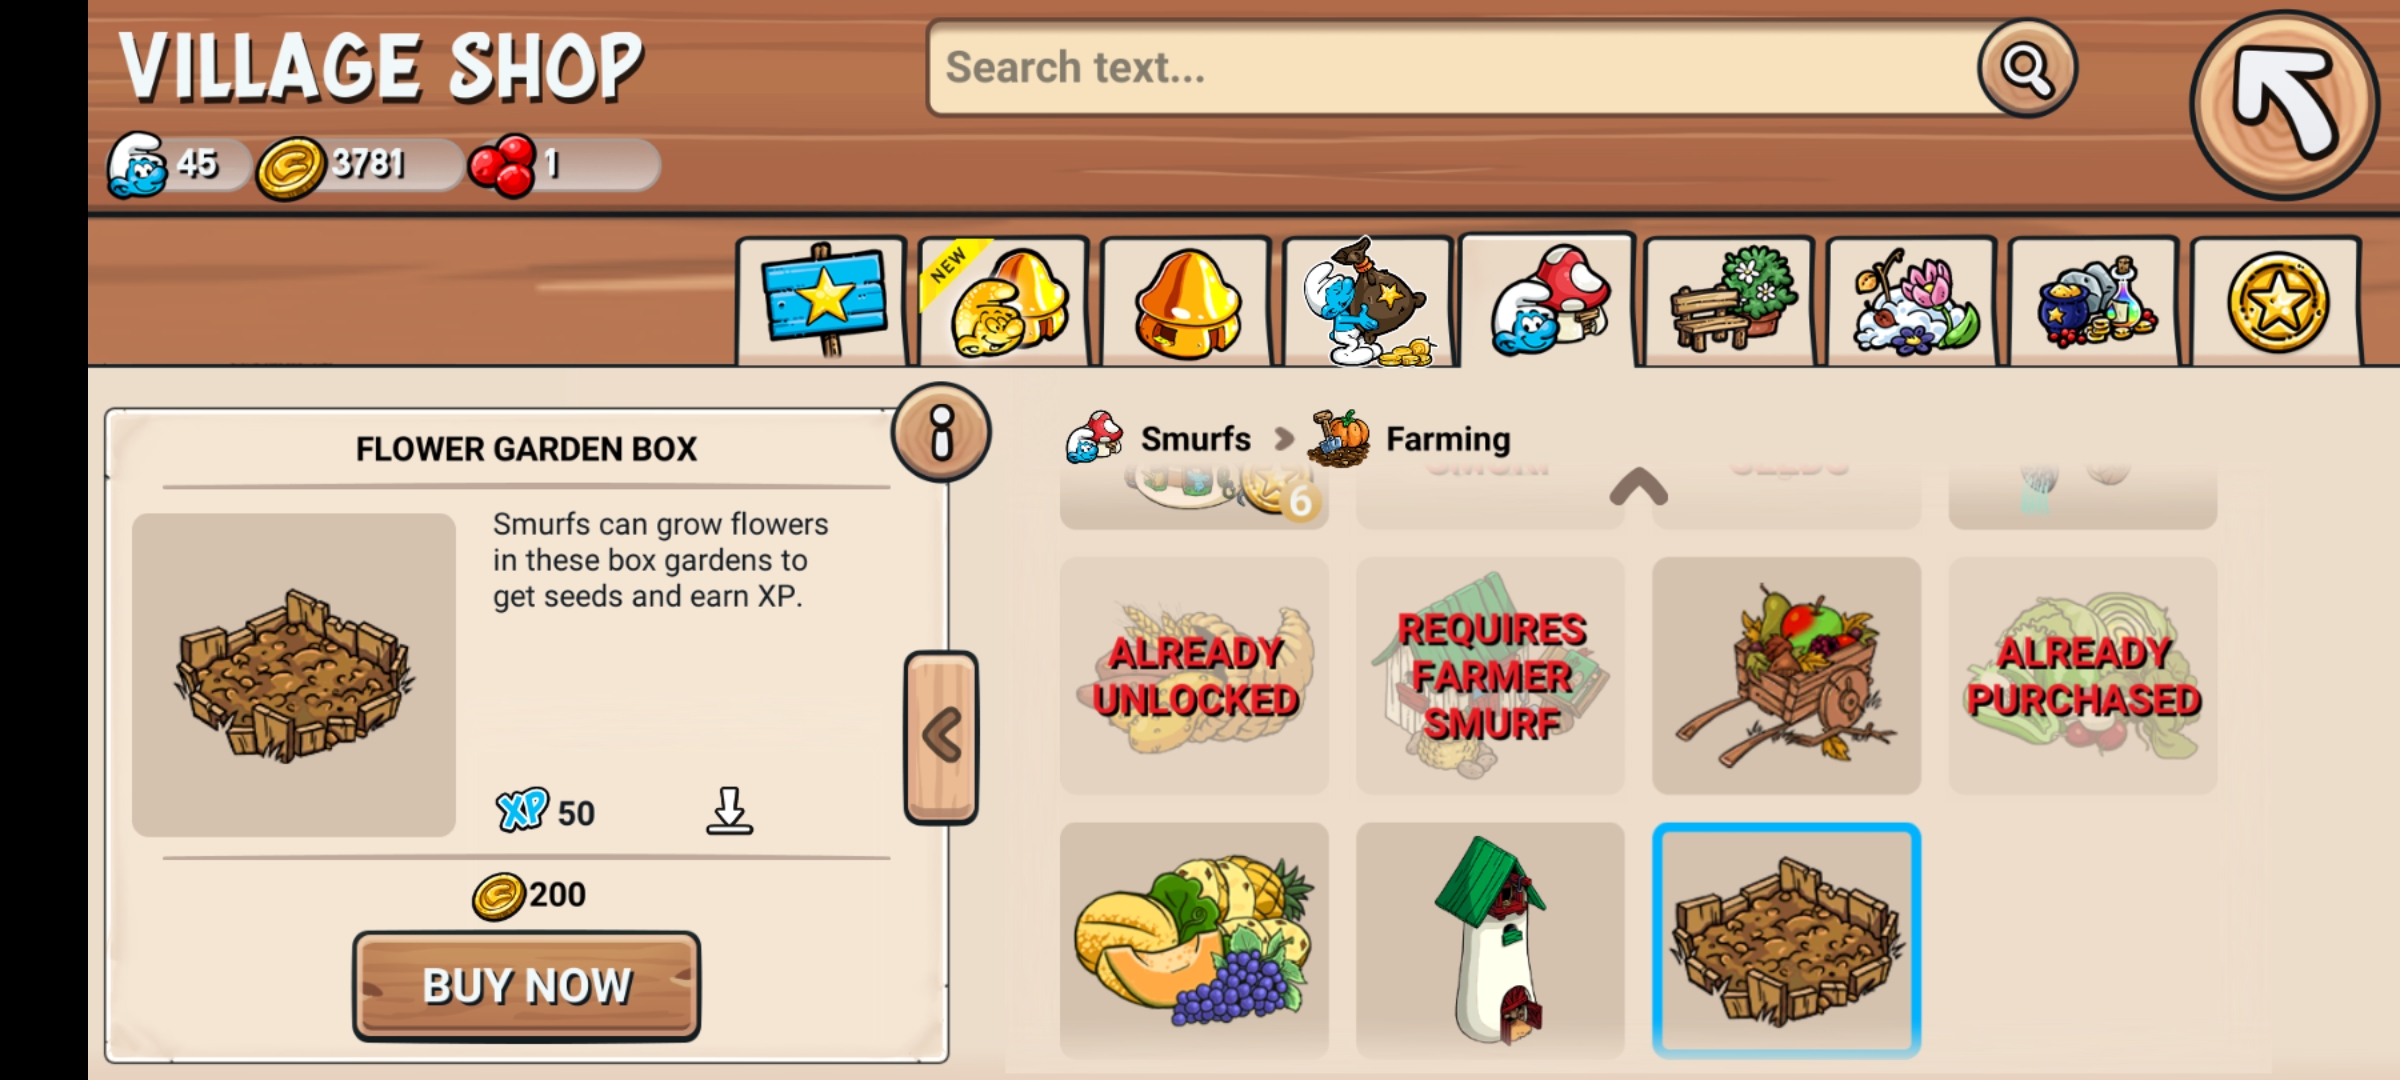 VILLAGE SHOP
Search text...
45 3781 1
NEW
FLOWER GARDEN BOX
Smurfs can grow flowers
in these box gardens to
get seeds and earn XP.
XP 50
200
BUY NOW
Smurfs > Farming
6
ALREADY
UNLOCKED
REQUIRES
FARMER
SMURF
ALREADY
PURCHASED